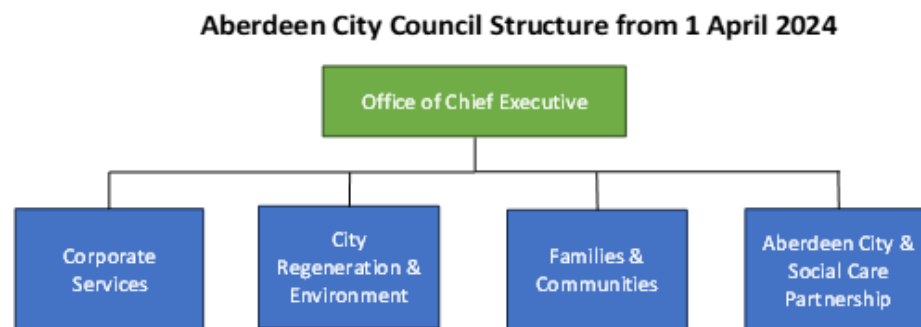 Aberdeen City Council Structure from 1 April 2024
Office of Chief Executive
Corporate
Services
City
Regeneration &
Environment
Families &
Communities
Aberdeen City &
Social Care
Partnership